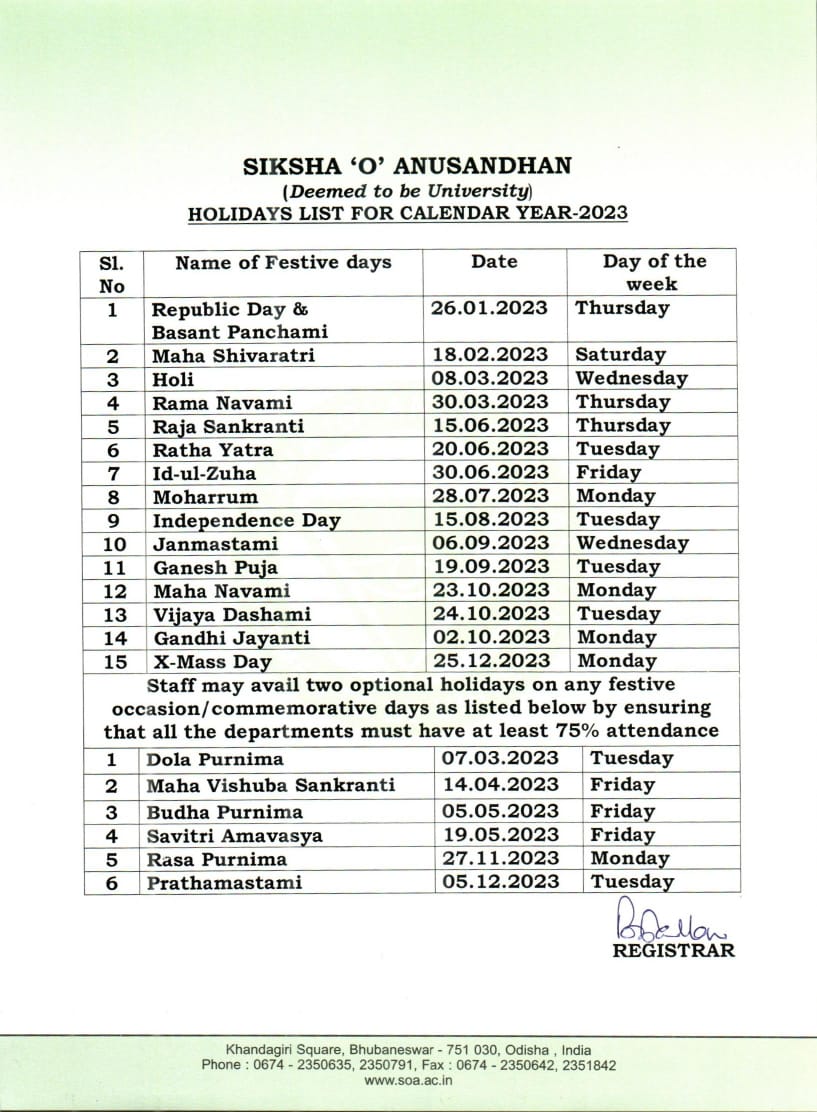 SIKSHA ‘O’ ANUSANDHAN
(Deemed to be University)
HOLIDAYS LIST FOR CALENDAR YEAR-2023
Sl. No Name of Festive days Date Day of the week
1 Republic Day & Basant Panchami 26.01.2023 Thursday
2 Maha Shivaratri 18.02.2023 Saturday
3 Holi 08.03.2023 Wednesday
4 Rama Navami 30.03.2023 Thursday
5 Raja Sankranti 15.06.2023 Thursday
6 Ratha Yatra 20.06.2023 Tuesday
7 Id-ul-Zuha 30.06.2023 Friday
8 Moharrum 28.07.2023 Monday
9 Independence Day 15.08.2023 Tuesday
10 Janmastami 06.09.2023 Wednesday
11 Ganesh Puja 19.09.2023 Tuesday
12 Maha Navami 23.10.2023 Monday
13 Vijaya Dashami 24.10.2023 Tuesday
14 Gandhi Jayanti 02.10.2023 Monday
15 X-Mass Day 25.12.2023 Monday
Staff may avail two optional holidays on any festive
occasion/commemorative days as listed below by ensuring
that all the departments must have at least 75% attendance
1 Dola Purnima 07.03.2023 Tuesday
2 Maha Vishuba Sankranti 14.04.2023 Friday
3 Budha Purnima 05.05.2023 Friday
4 Savitri Amavasya 19.05.2023 Friday
5 Rasa Purnima 27.11.2023 Monday
6 Prathamastami 05.12.2023 Tuesday
REGISTRAR
Khandagiri Square, Bhubaneswar - 751 030, Odisha , India
Phone : 0674 - 2350635, 2350791, Fax : 0674 - 2350642, 2351842
www.soa.ac.in